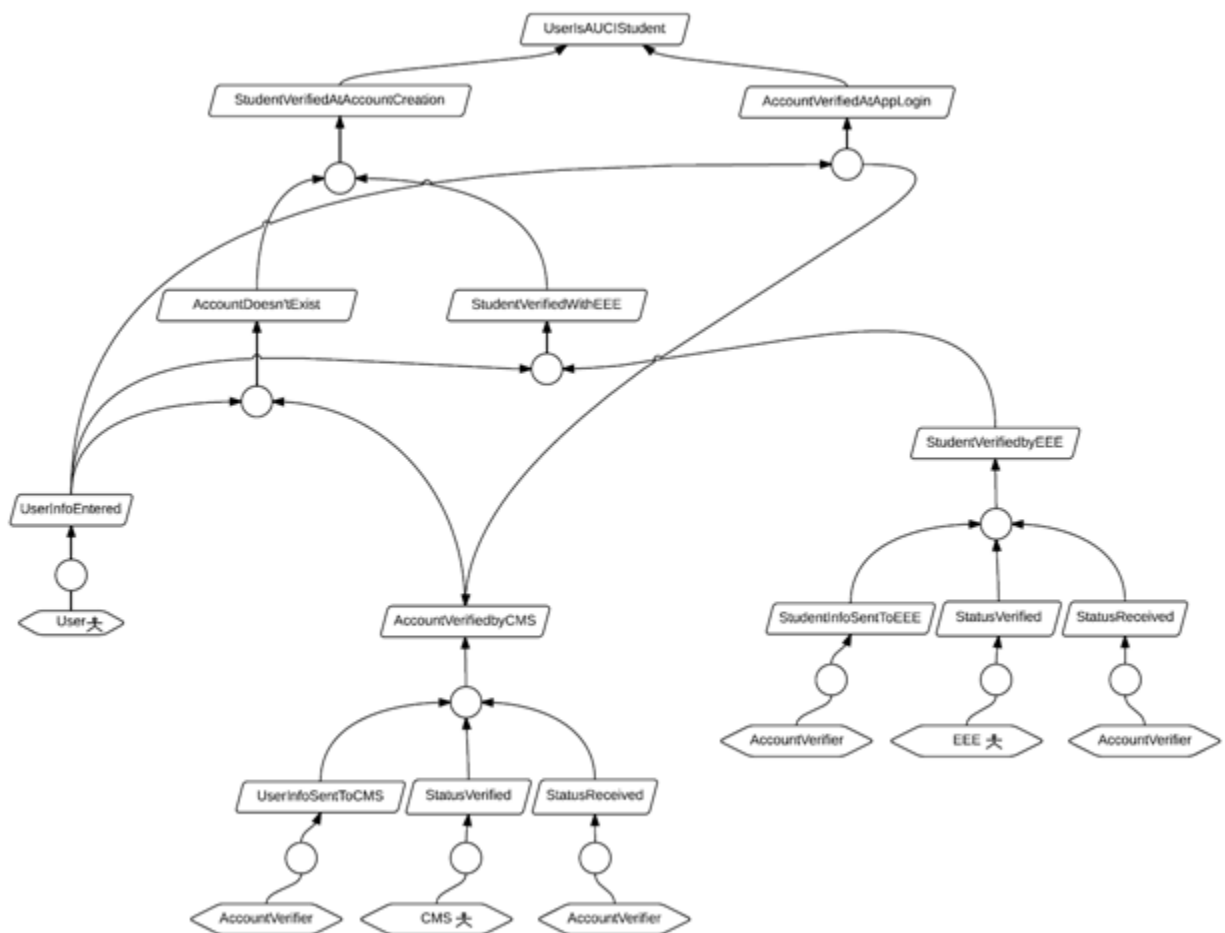 UserIsAUCIStudent
StudentVerifiedAtAccountCreation
AccountVerifiedAtAppLogin
AccountDoesn'tExist
StudentVerifiedWithEEE
StudentVerifiedbyEEE
UserInfoEntered
User
AccountVerifiedbyCMS
StudentInfoSentToEEE
StatusVerified
StatusReceived
AccountVerifier
EEE
AccountVerifier
UserInfoSentToCMS
StatusVerified
StatusReceived
AccountVerifier
CMS
AccountVerifier